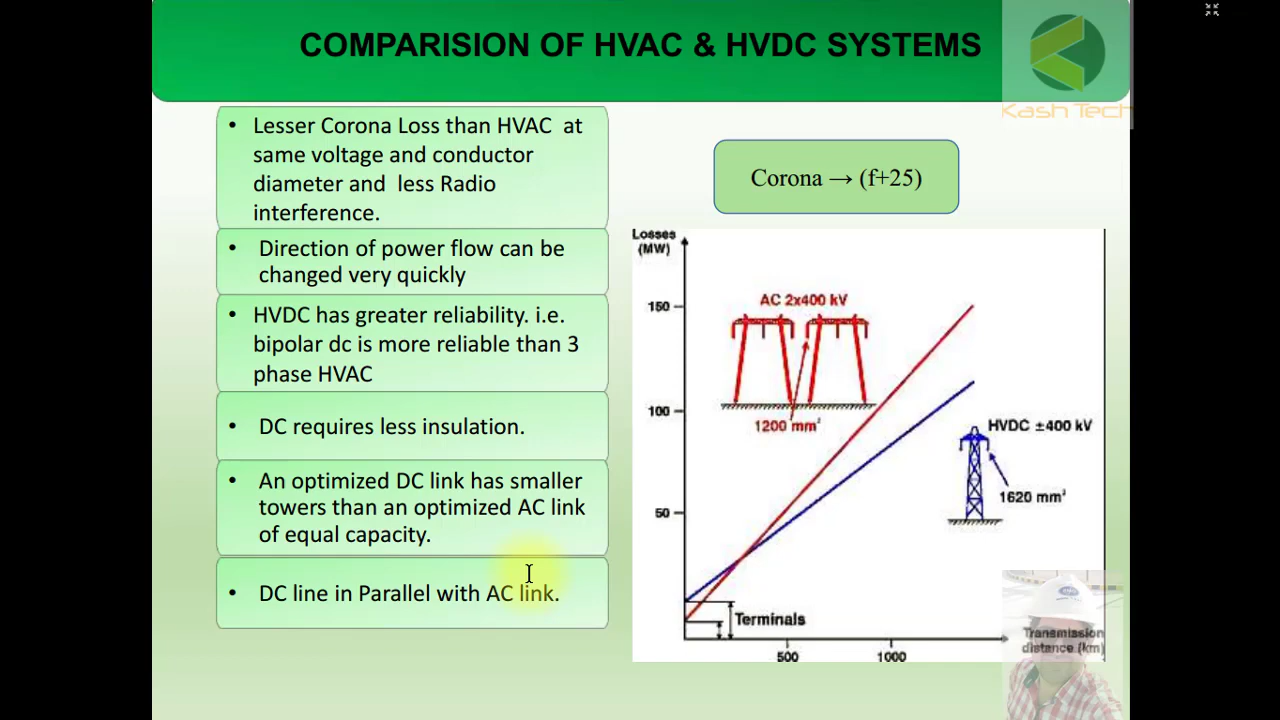 COMPARISION OF HVAC & HVDC SYSTEMS
Kash Tech
• Lesser Corona Loss than HVAC at
same voltage and conductor
diameter and less Radio
interference.
• Direction of power flow can be
changed very quickly
• HVDC has greater reliability. i.e.
bipolar dc is more reliable than 3
phase HVAC
• DC requires less insulation.
• An optimized DC link has smaller
towers than an optimized AC link
of equal capacity.
• DC line in Parallel with AC link.
Corona → (f+25)
Losses
(MW)
150
100
50
AC 2x400 kV
1200 mm²
HVDC ±400 kV
1620 mm²
Terminals
500
1000
Transmission
distance (km)